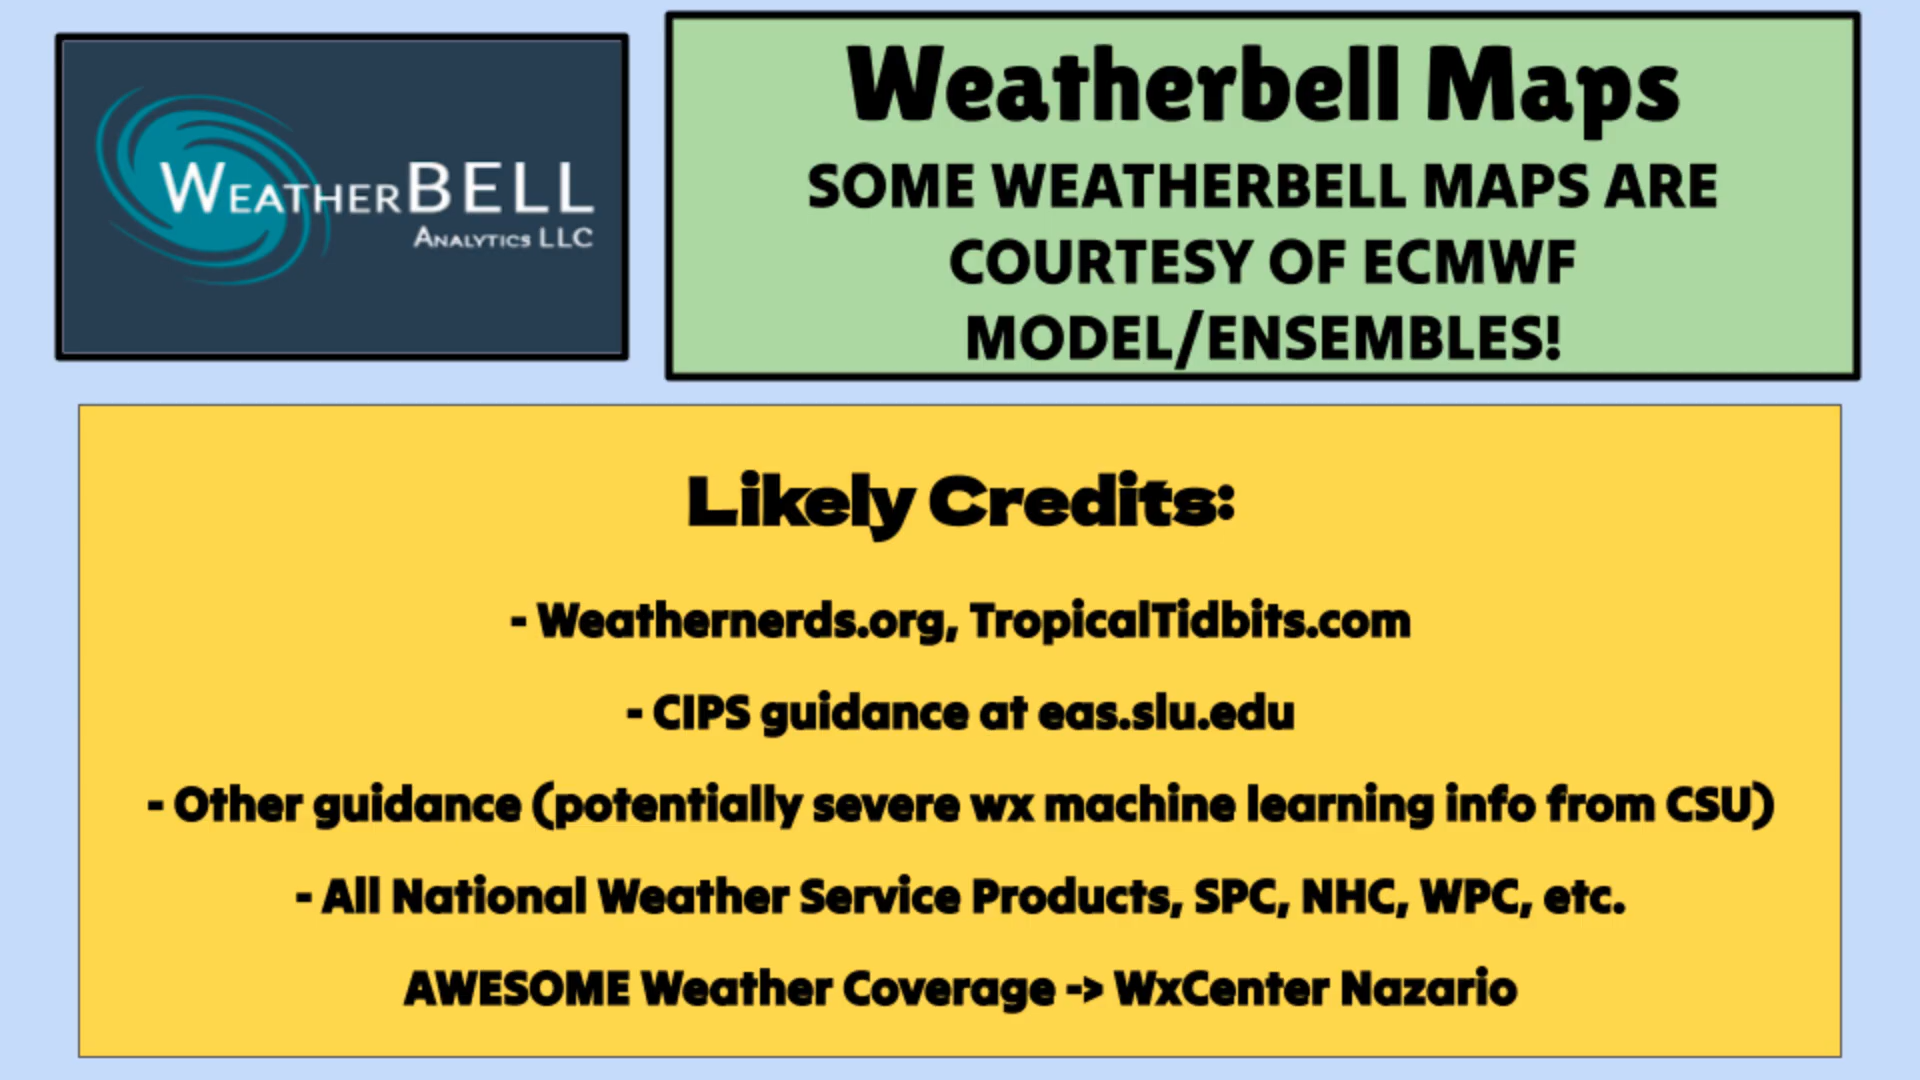 WEATHERBELL
ANALYTICS LLC
Weatherbell Maps
SOME WEATHERBELL MAPS ARE
COURTESY OF ECMWF
MODEL/ENSEMBLES!
Likely Credits:
- Weathernerds.org, TropicalTidbits.com
- CIPS guidance at eas.slu.edu
- Other guidance (potentially severe wx machine learning info from CSU)
- All National Weather Service Products, SPC, NHC, WPC, etc.
AWESOME Weather Coverage -> WxCenter Nazario